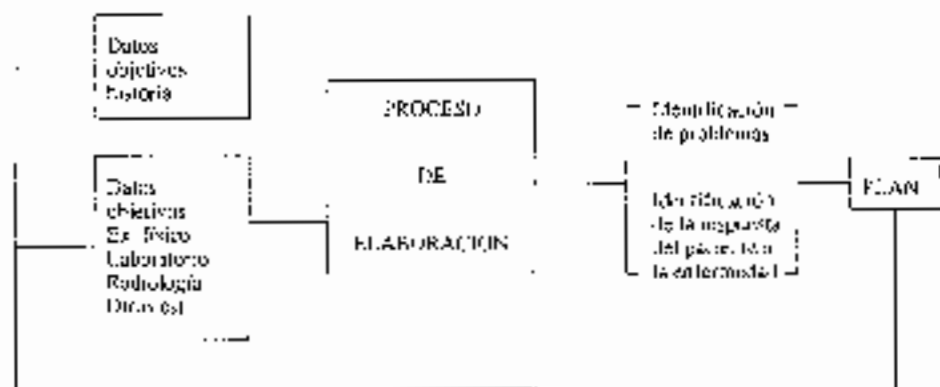 Datos
objetivos
historia
Datos
objetivos
Ex. físico
Laboratorio
Radiología
PROCESO
DE
ELABORACION
Identificación
de problemas
Identificación
de la respuesta
del paciente a
la enfermedad
PLAN